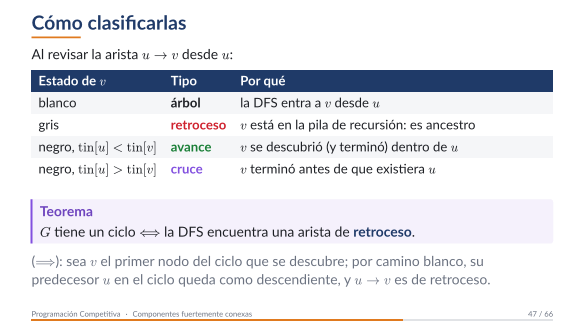 Cómo clasificarlas
Al revisar la arista u → v desde u:
Estado de v Tipo Por qué
blanco árbol la DFS entra a v desde u
gris retroceso v está en la pila de recursión: es ancestro
negro, tin[u] < tin[v] avance v se descubrió (y terminó) dentro de u
negro, tin[u] > tin[v] cruce v terminó antes de que existiera u
Teorema
G tiene un ciclo ⟺ la DFS encuentra una arista de retroceso.
(⟹): sea v el primer nodo del ciclo que se descubre; por camino blanco, su
predecesor u en el ciclo queda como descendiente, y u → v es de retroceso.
Programación Competitiva · Componentes fuertemente conexas 47 / 66